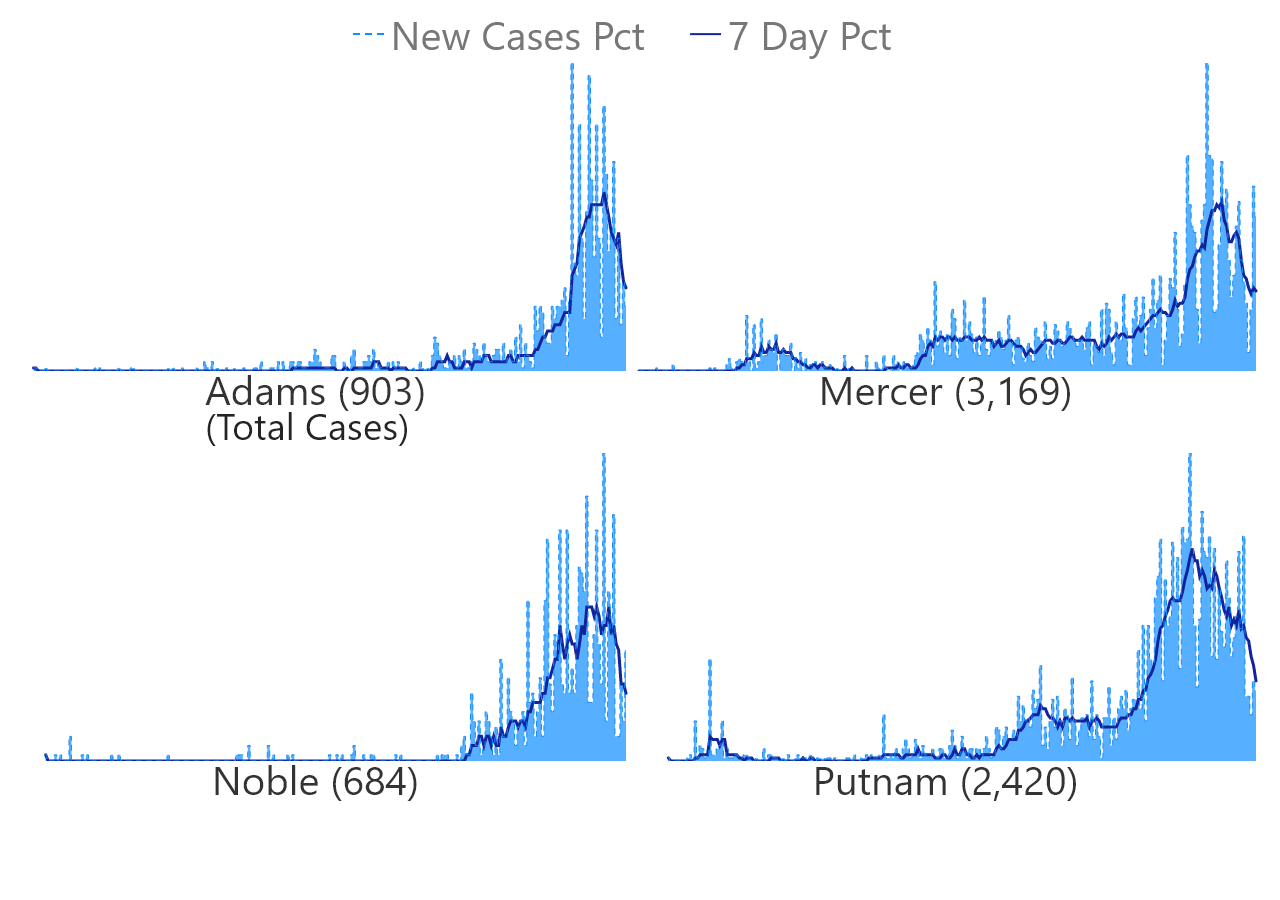 New Cases Pct 7 Day Pct
Adams (903)
(Total Cases)
Mercer (3,169)
Noble (684)
Putnam (2,420)